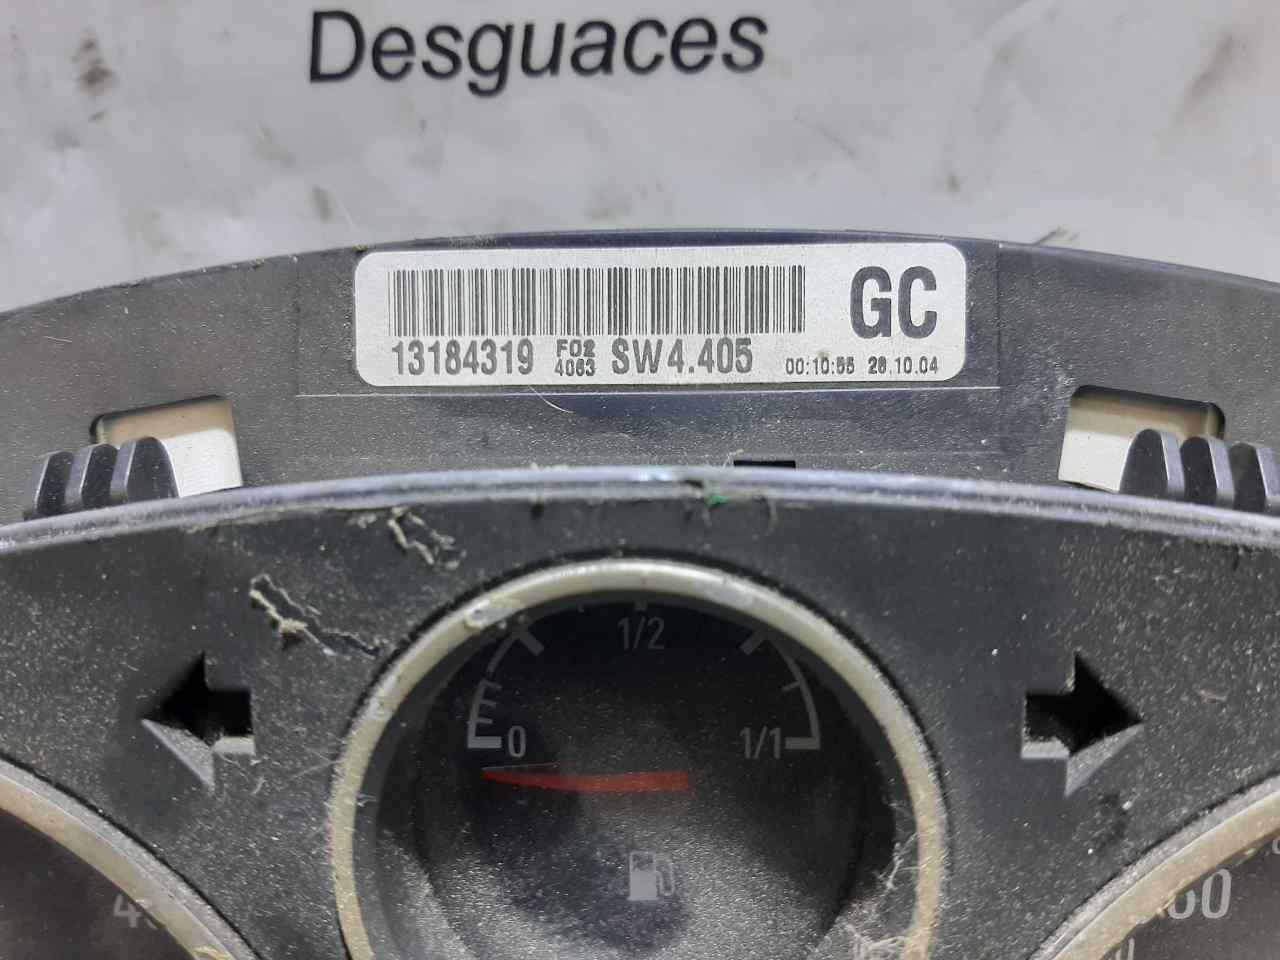 Desguaces
GC
13184319 F02 4063 SW4.405 00:10:55 28.10.04
1/2
0 1/1